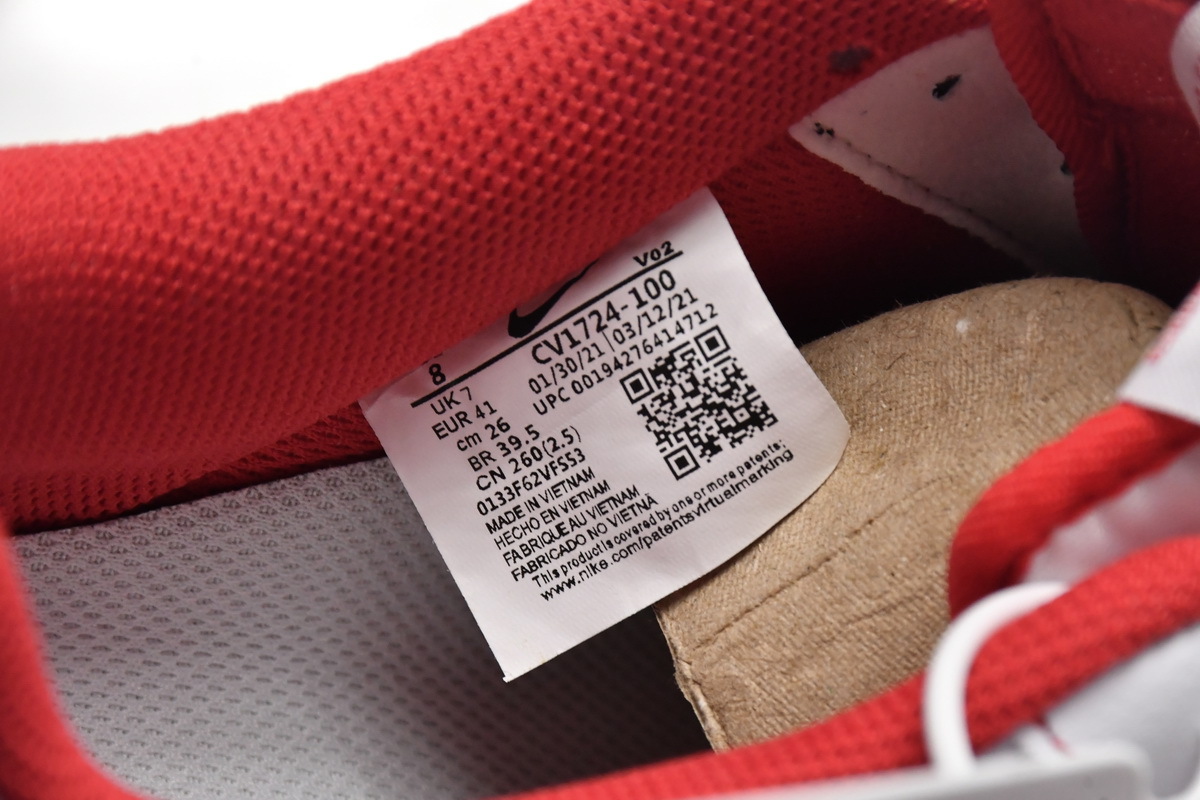 V02
8
CV1724-100
UK 7
01/30/21 | 03/12/21
EUR 41
UPC 00194276414712
cm 26
BR 39.5
CN 260(2.5)
0133F62VFS53
MADE IN VIETNAM
HECHO EN VIETNAM
FABRIQUE AU VIETNAM
FABRICADO NO VIETNÃ
This product is covered by one or more patents:
www.nike.com/patentsvirtualmarking